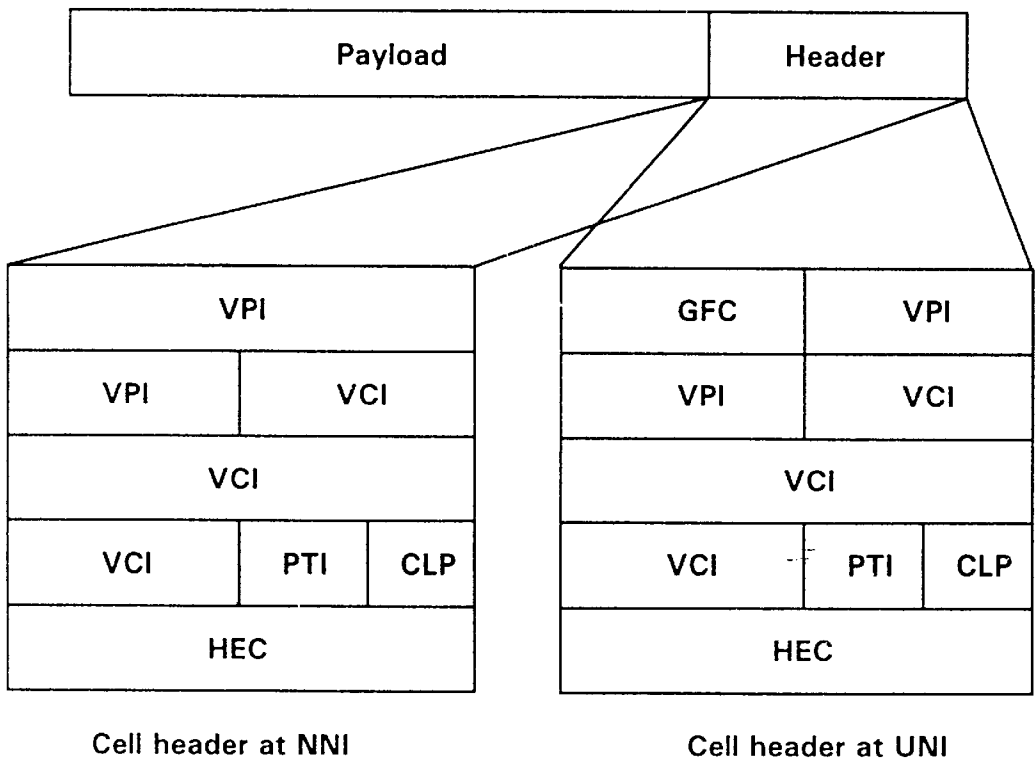 Payload Header
VPI
VPI VCI
VCI
VCI PTI CLP
HEC
Cell header at NNI
GFC VPI
VPI VCI
VCI
VCI PTI CLP
HEC
Cell header at UNI